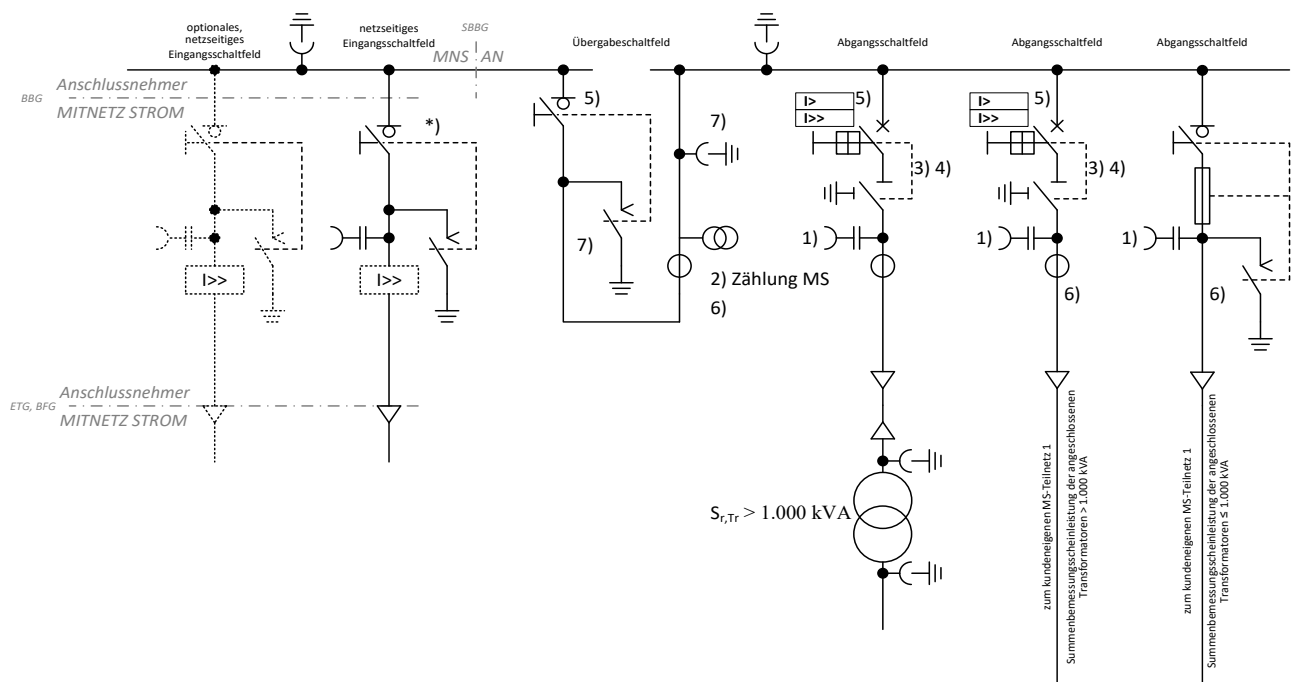 optionales,
netzseitiges
Eingangsschaltfeld
netzseitiges
Eingangsschaltfeld
SBBG
MNS AN
Übergabeschaltfeld
Abgangsschaltfeld
Abgangsschaltfeld
Abgangsschaltfeld
BBG
Anschlussnehmer
MITNETZ STROM
*)
5)
7)
7)
2) Zählung MS
6)
I>
I>>
5)
3) 4)
1)
I>
I>>
5)
3) 4)
1)
6)
1)
6)
I>>
I>>
ETG, BFG
Anschlussnehmer
MITNETZ STROM
Sr,Tr > 1.000 kVA
zum kundeneigenen MS-Teilnetz 1
Summenbemessungsscheinleistung der angeschlossenen
Transformatoren > 1.000 kVA
zum kundeneigenen MS-Teilnetz 1
Summenbemessungsscheinleistung der angeschlossenen
Transformatoren ≤ 1.000 kVA